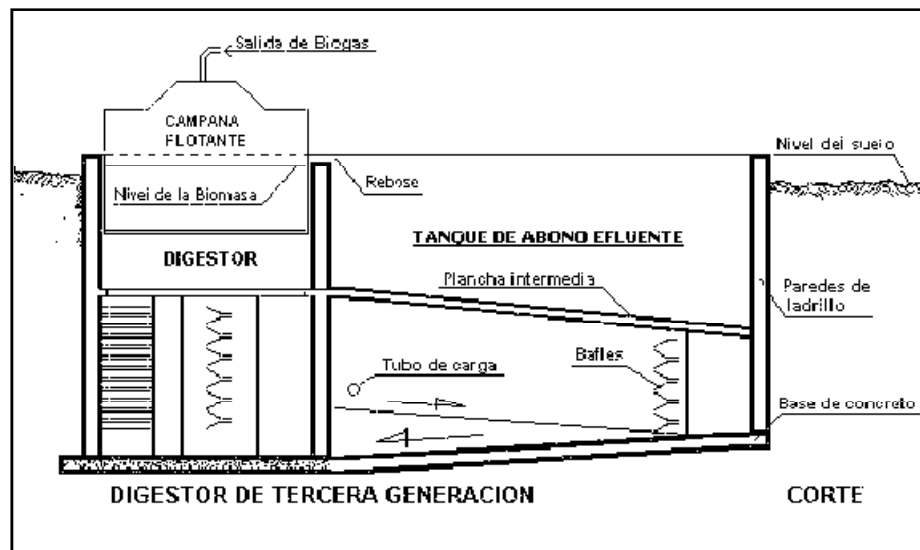 Salida de Biogas
CAMPANA
FLOTANTE
Nivel del suelo
Rebose
Nivel de la Biomasa
TANQUE DE ABONO EFLUENTE
DIGESTOR
Plancha intermedia
Paredes de
ladrillo
Tubo de carga
Bafles
Base de concreto
DIGESTOR DE TERCERA GENERACION
CORTE